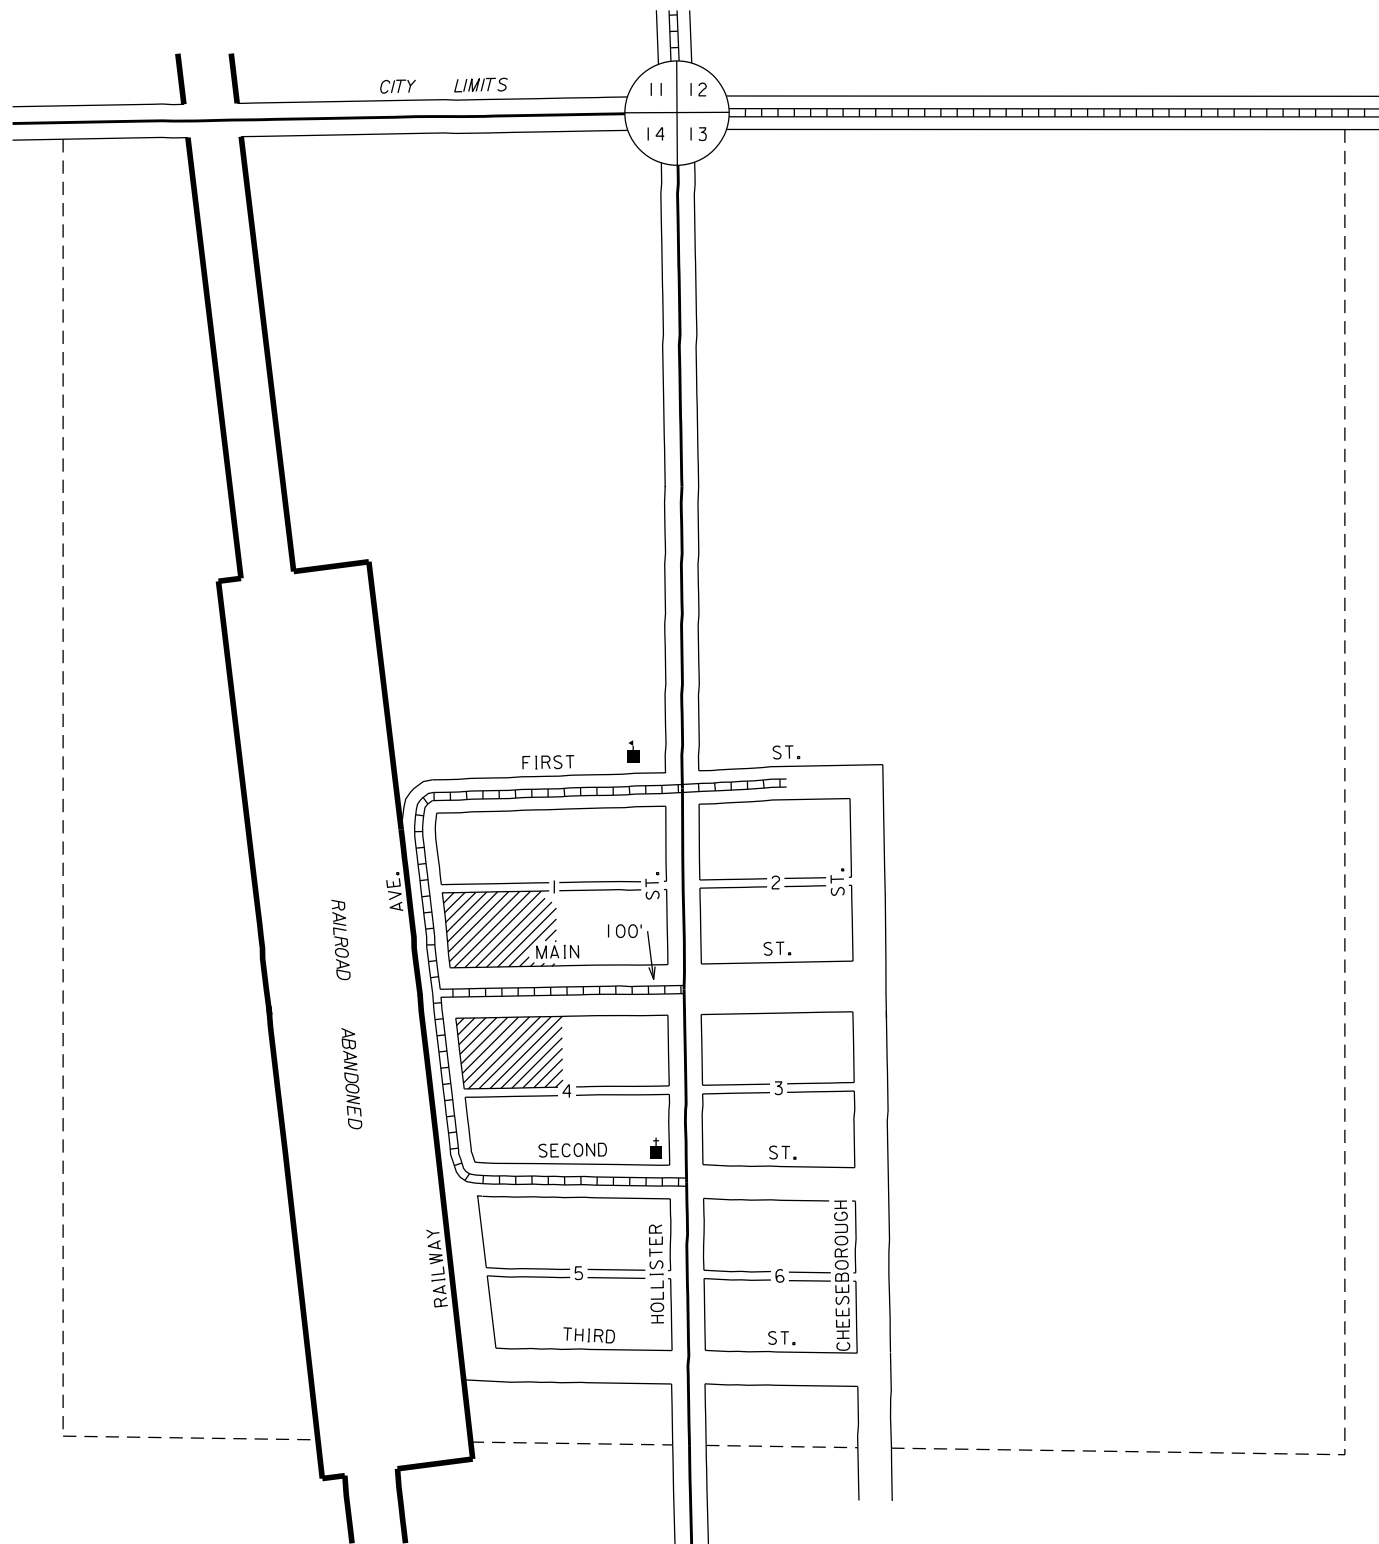 CITY LIMITS
11 12
14 13
FIRST ST.
AVE.
RAILROAD
ABANDONED
1
ST.
2
ST.
100'
MAIN ST.
4
3
SECOND ST.
RAILWAY
HOLLISTER
CHEESEBOROUGH
5
6
THIRD ST.